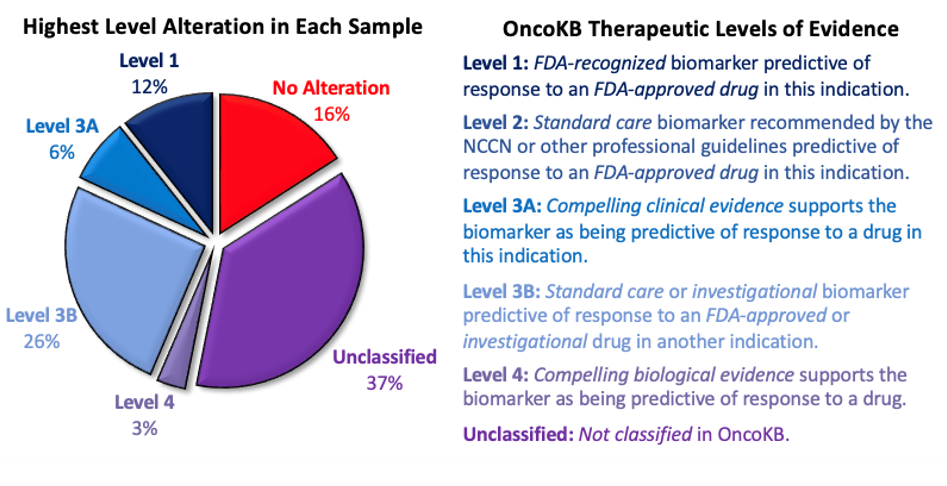 Highest Level Alteration in Each Sample
Level 1
12%
No Alteration
16%
Level 3A
6%
Level 3B
26%
Unclassified
37%
Level 4
3%
OncoKB Therapeutic Levels of Evidence
Level 1: FDA-recognized biomarker predictive of
response to an FDA-approved drug in this indication.
Level 2: Standard care biomarker recommended by the
NCCN or other professional guidelines predictive of
response to an FDA-approved drug in this indication.
Level 3A: Compelling clinical evidence supports the
biomarker as being predictive of response to a drug in
this indication.
Level 3B: Standard care or investigational biomarker
predictive of response to an FDA-approved or
investigational drug in another indication.
Level 4: Compelling biological evidence supports the
biomarker as being predictive of response to a drug.
Unclassified: Not classified in OncoKB.